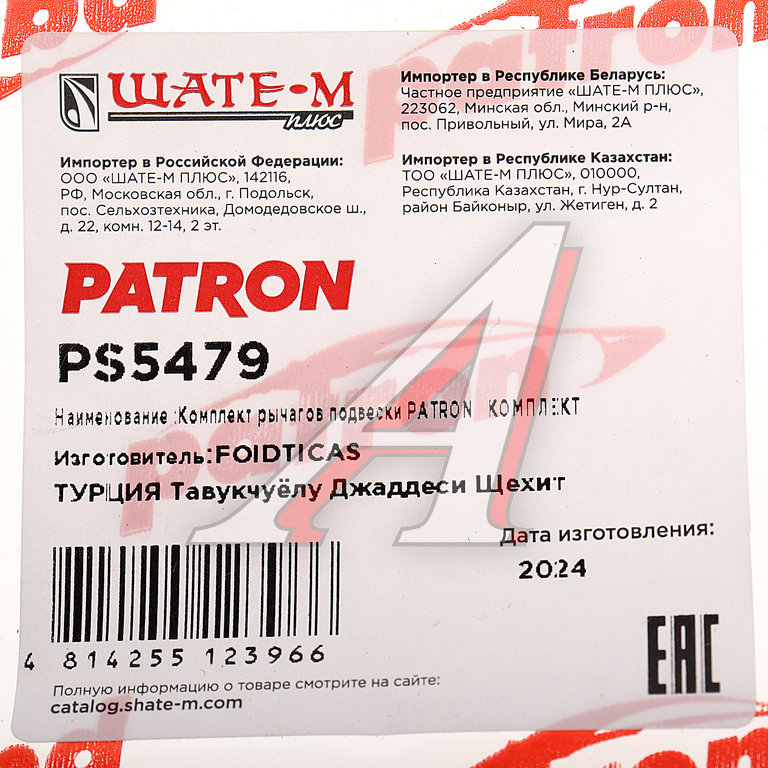 patron
ШАТЕ-М
плюс
Импортер в Российской Федерации:
ООО «ШАТЕ-М ПЛЮС», 142116,
РФ, Московская обл., г. Подольск,
пос. Сельхозтехника, Домодедовское ш.,
д. 22, комн. 12-14, 2 эт.
Импортер в Республике Беларусь:
Частное предприятие «ШАТЕ-М ПЛЮС»,
223062, Минская обл., Минский р-н,
пос. Привольный, ул. Мира, 2А
Импортер в Республике Казахстан:
ТОО «ШАТЕ-М ПЛЮС», 010000,
Республика Казахстан, г. Нур-Султан,
район Байконыр, ул. Жетиген, д. 2
PATRON
PS5479
Наименование :Комплект рычагов подвески PATRON КОМПЛЕКТ
Изготовитель:FOIDTICAS
ТУРЦИЯ Тавукчуёлу Джаддеси Щехит
Дата изготовления:
2024
4 814255 123966
EAC
Полную информацию о товаре смотрите на сайте:
catalog.shate-m.com